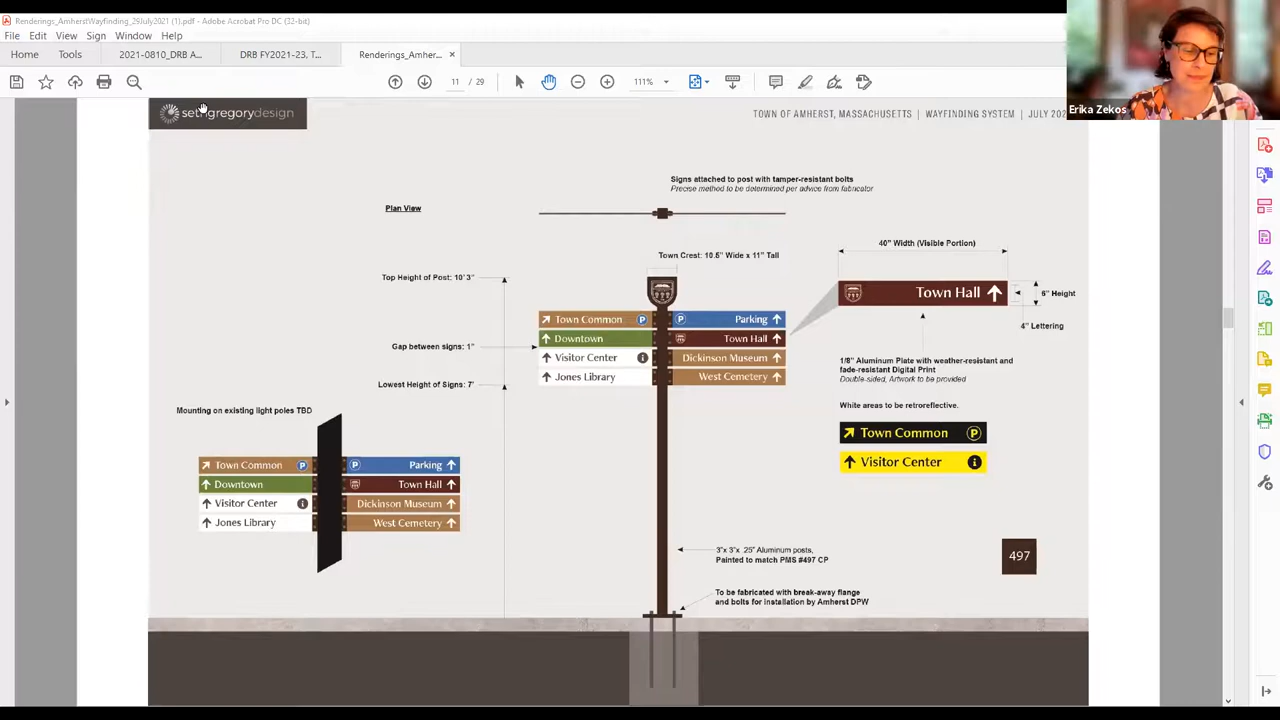 Renderings_AmherstWayfinding_29July2021 (1).pdf - Adobe Acrobat Pro DC (32-bit)
File Edit View Sign Window Help
Home Tools 2021-0810_DRB A... DRB FY2021-23, T... Renderings_Amher... ×
11 / 29 111%
Erika Zekos
sethgregorydesign
TOWN OF AMHERST, MASSACHUSETTS | WAYFINDING SYSTEM | JULY
Signs attached to post with tamper-resistant bolts
Precise method to be determined per advice from fabricator
Plan View
40" Width (Visible Portion)
Town Crest: 10.5" Wide x 11" Tall
Top Height of Post: 10' 3"
Town Hall
6" Height
4" Lettering
Town Common P
P Parking
Downtown
Town Hall
Gap between signs: 1"
Visitor Center i
Dickinson Museum
Jones Library
West Cemetery
Lowest Height of Signs: 7'
1/8" Aluminum Plate with weather-resistant and
fade-resistant Digital Print
Double-sided, Artwork to be provided
White areas to be retroreflective.
Town Common P
Visitor Center i
Mounting on existing light poles TBD
Town Common P
P Parking
Downtown
Town Hall
Visitor Center i
Dickinson Museum
Jones Library
West Cemetery
3"x 3"x .25" Aluminum posts,
Painted to match PMS #497 CP
497
To be fabricated with break-away flange
and bolts for installation by Amherst DPW